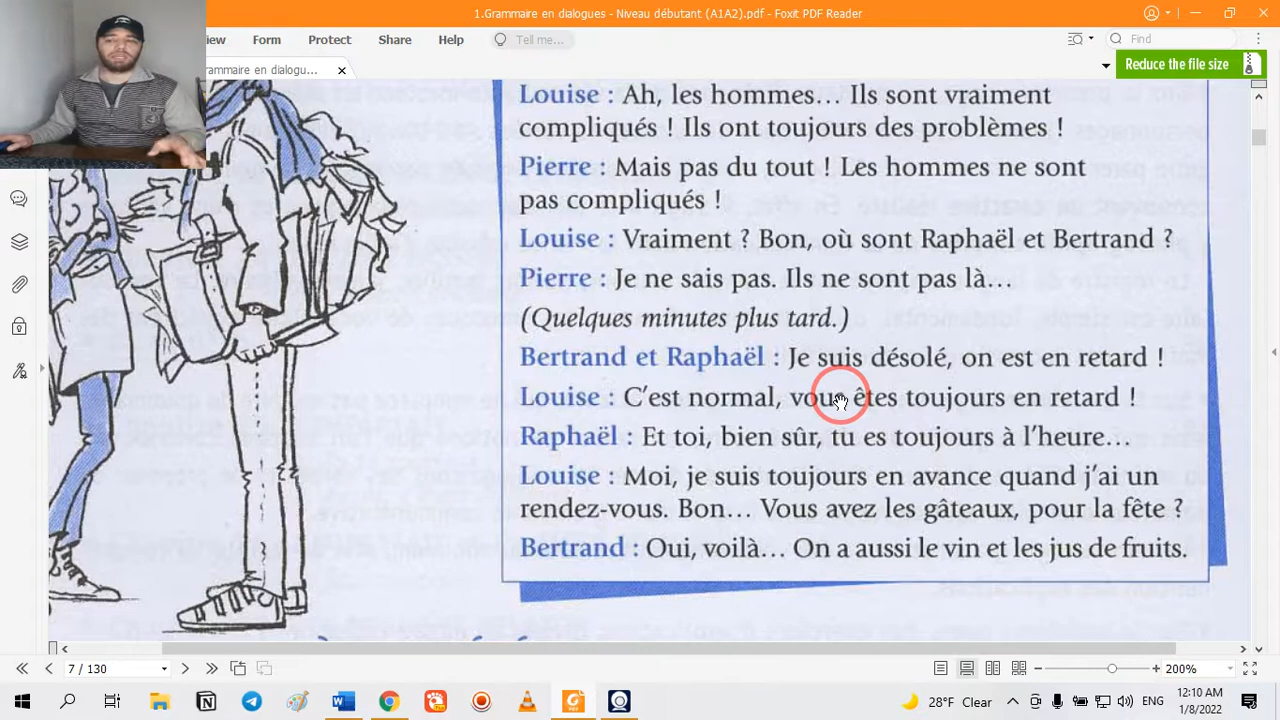 1.Grammaire en dialogues - Niveau débutant (A1A2).pdf - Foxit PDF Reader
Form Protect Share Help Tell me... Find
Reduce the file size
Louise : Ah, les hommes… Ils sont vraiment
compliqués ! Ils ont toujours des problèmes !
Pierre : Mais pas du tout ! Les hommes ne sont
pas compliqués !
Louise : Vraiment ? Bon, où sont Raphaël et Bertrand ?
Pierre : Je ne sais pas. Ils ne sont pas là…
(Quelques minutes plus tard.)
Bertrand et Raphaël : Je suis désolé, on est en retard !
Louise : C'est normal, vous êtes toujours en retard !
Raphaël : Et toi, bien sûr, tu es toujours à l'heure…
Louise : Moi, je suis toujours en avance quand j'ai un
rendez-vous. Bon… Vous avez les gâteaux, pour la fête ?
Bertrand : Oui, voilà… On a aussi le vin et les jus de fruits.
7 / 130
200%
28°F Clear
ENG
12:10 AM
1/8/2022